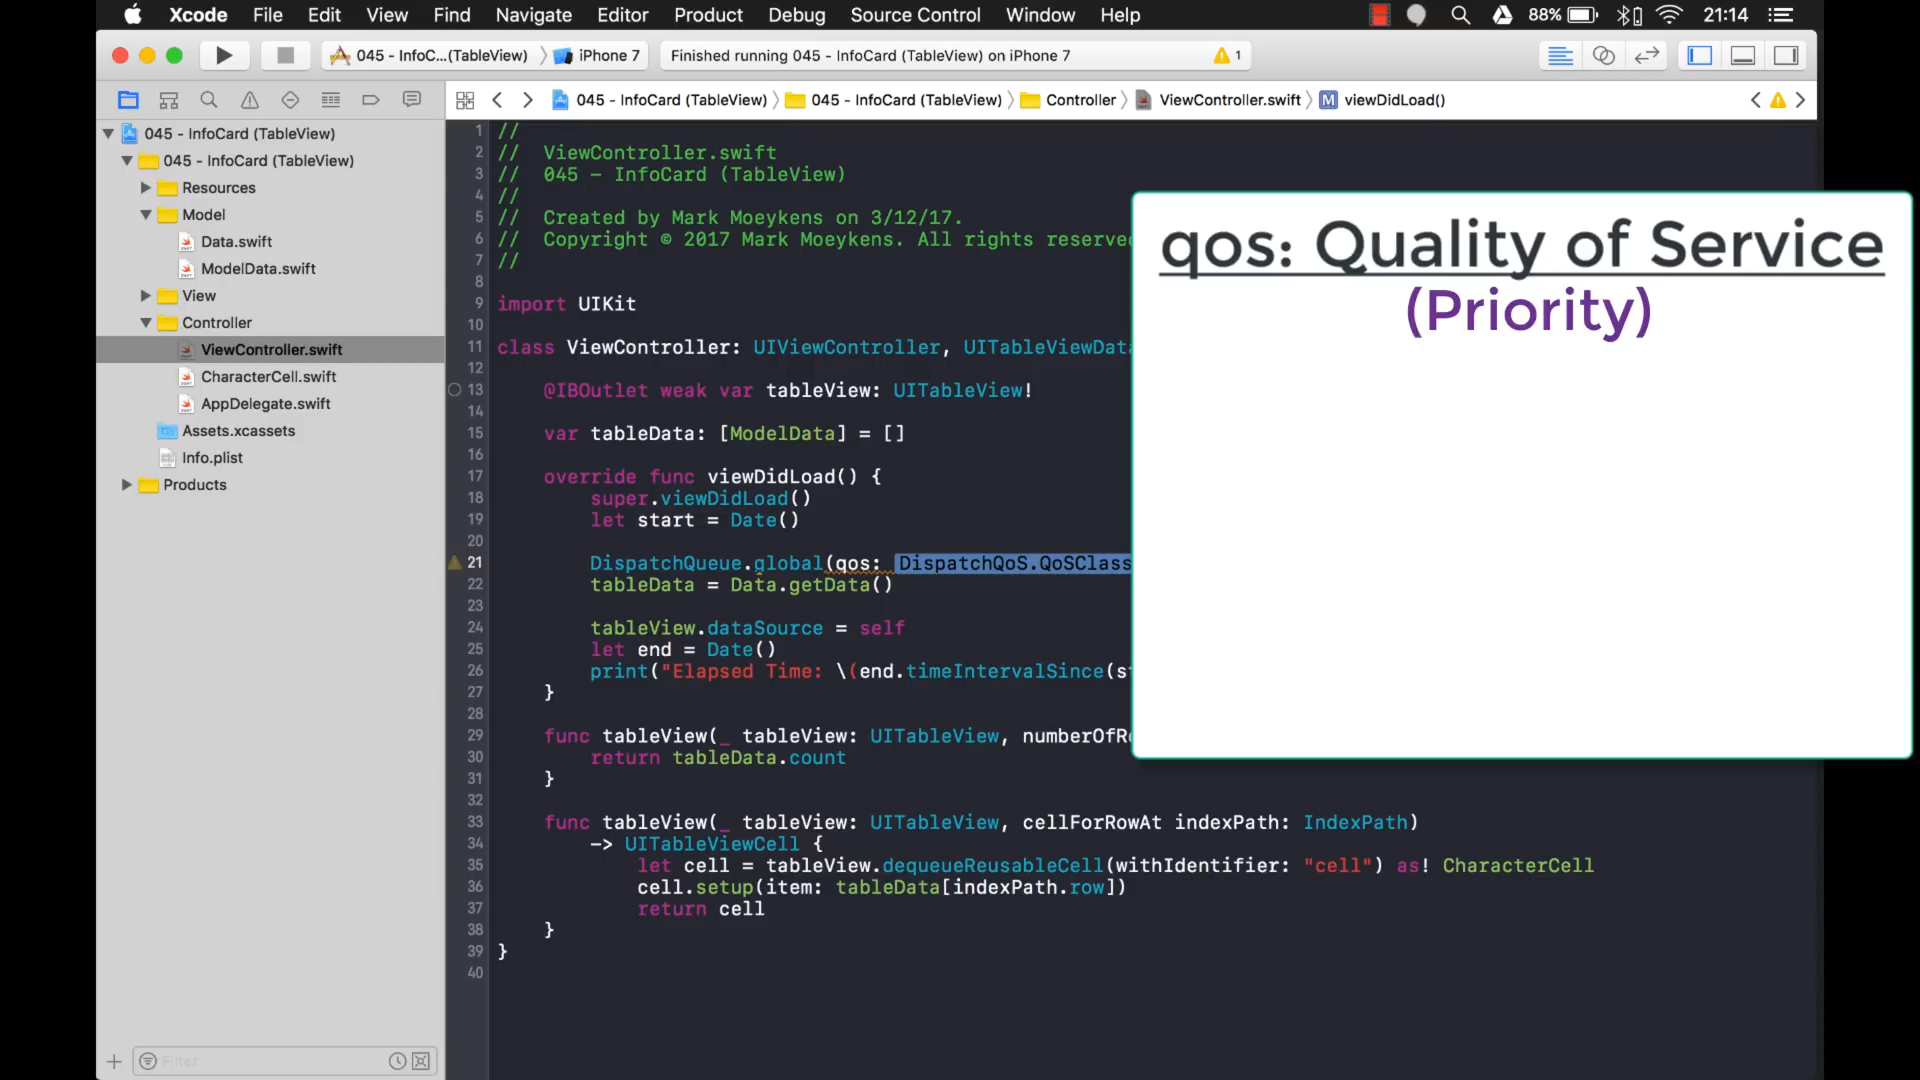 Xcode File Edit View Find Navigate Editor Product Debug Source Control Window Help 88% 21:14
045 - InfoC...(TableView) iPhone 7 Finished running 045 - InfoCard (TableView) on iPhone 7 1
045 - InfoCard (TableView) 045 - InfoCard (TableView) Controller ViewController.swift M viewDidLoad()
045 - InfoCard (TableView)
045 - InfoCard (TableView)
Resources
Model
Data.swift
ModelData.swift
View
Controller
ViewController.swift
CharacterCell.swift
AppDelegate.swift
Assets.xcassets
Info.plist
Products
Filter
1 //
2 // ViewController.swift
3 // 045 - InfoCard (TableView)
4 //
5 // Created by Mark Moeykens on 3/12/17.
6 // Copyright © 2017 Mark Moeykens. All rights reserve
7 //
8
9 import UIKit
10
11 class ViewController: UIViewController, UITableViewDat
12
13 @IBOutlet weak var tableView: UITableView!
14
15 var tableData: [ModelData] = []
16
17 override func viewDidLoad() {
18 super.viewDidLoad()
19 let start = Date()
20
21 DispatchQueue.global(qos: DispatchQoS.QoSClass
22 tableData = Data.getData()
23
24 tableView.dataSource = self
25 let end = Date()
26 print("Elapsed Time: \(end.timeIntervalSince(s
27 }
28
29 func tableView(_ tableView: UITableView, numberOfR
30 return tableData.count
31 }
32
33 func tableView(_ tableView: UITableView, cellForRowAt indexPath: IndexPath)
34 -> UITableViewCell {
35 let cell = tableView.dequeueReusableCell(withIdentifier: "cell") as! CharacterCell
36 cell.setup(item: tableData[indexPath.row])
37 return cell
38 }
39 }
40
qos: Quality of Service
(Priority)